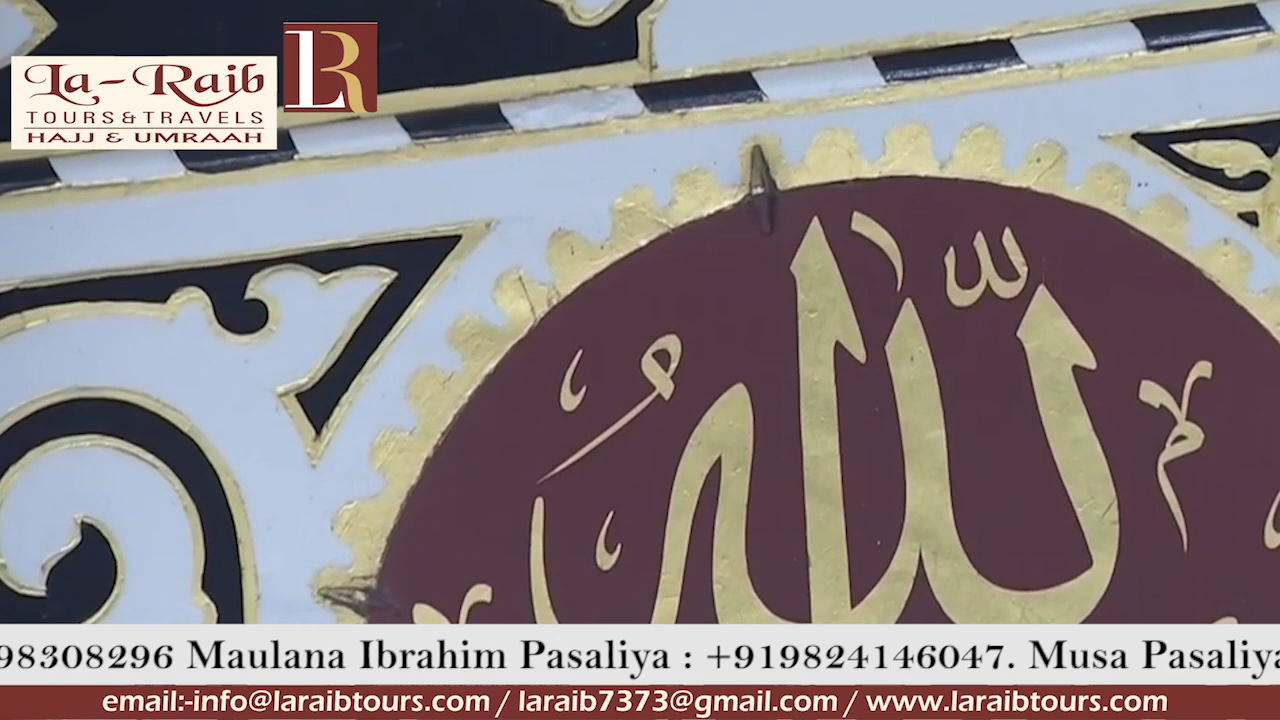 La-Raib
TOURS & TRAVELS
HAJJ & UMRAAH
LR
الله
98308296 Maulana Ibrahim Pasaliya : +919824146047. Musa Pasaliya
email:-info@laraibtours.com / laraib7373@gmail.com / www.laraibtours.com